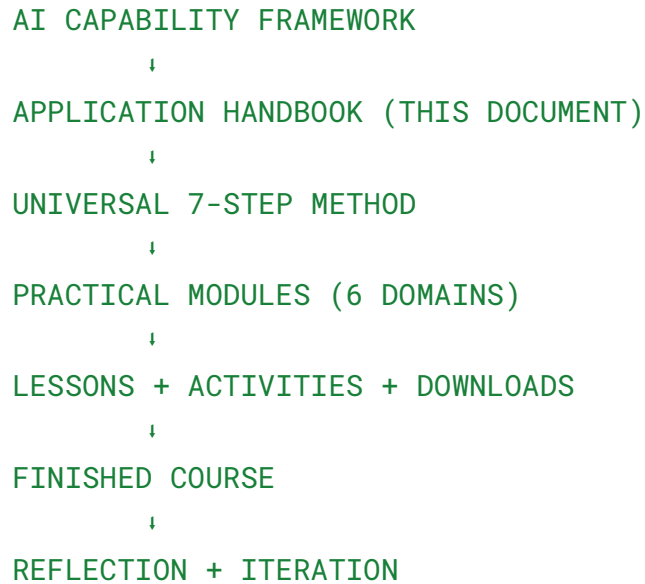 AI CAPABILITY FRAMEWORK
↓
APPLICATION HANDBOOK (THIS DOCUMENT)
↓
UNIVERSAL 7-STEP METHOD
↓
PRACTICAL MODULES (6 DOMAINS)
↓
LESSONS + ACTIVITIES + DOWNLOADS
↓
FINISHED COURSE
↓
REFLECTION + ITERATION